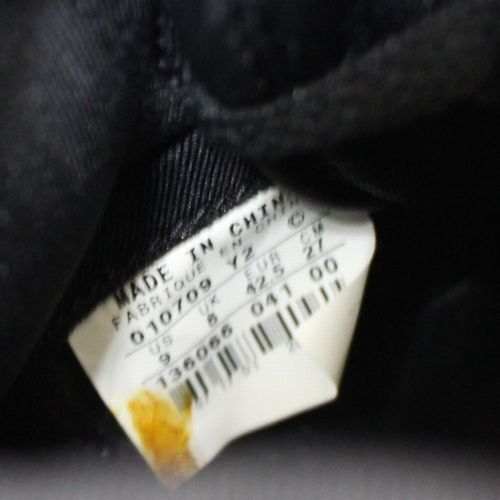 MADE IN CHINA
FABRIQUE EN CHINE ©
010709 Y2
US UK EUR CM
9 8 42.5 27
136066 041 00